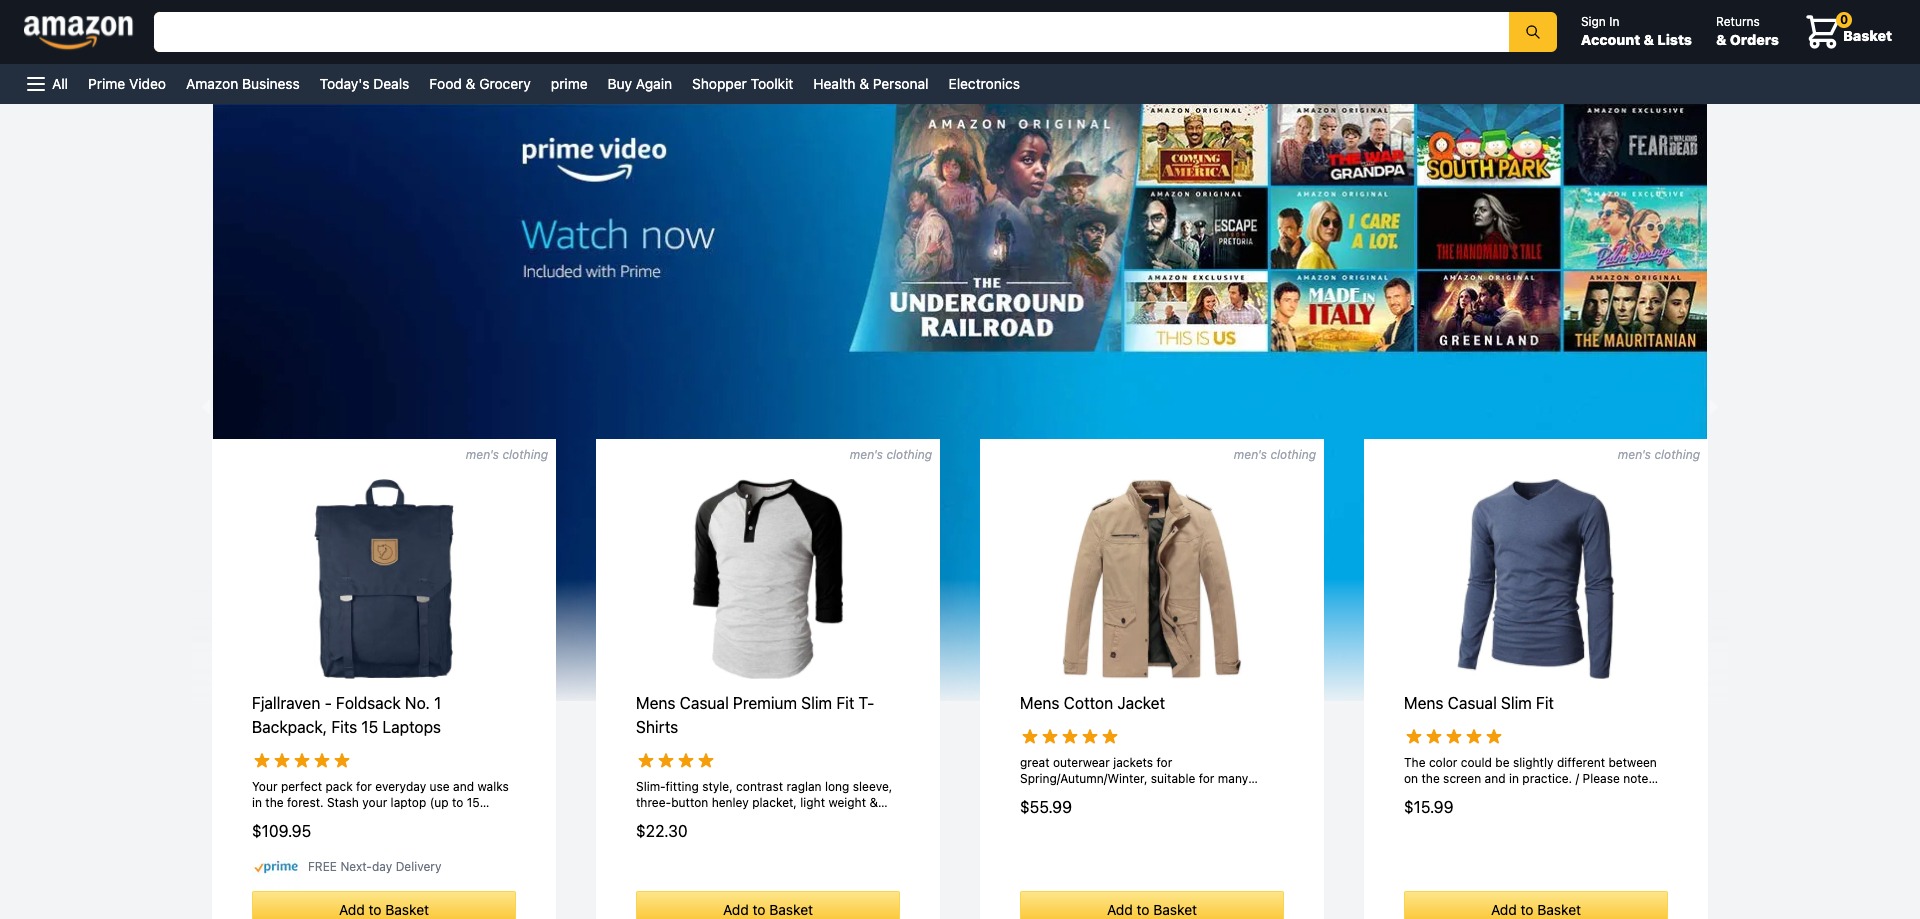 amazon
Sign In
Account & Lists
Returns
& Orders
0
Basket
All Prime Video Amazon Business Today's Deals Food & Grocery prime Buy Again Shopper Toolkit Health & Personal Electronics
prime video
Watch now
Included with Prime
AMAZON ORIGINAL
THE
UNDERGROUND
RAILROAD
AMAZON ORIGINAL
COMING
2
AMERICA
AMAZON ORIGINAL
THE WAR
GRANDPA
SOUTH PARK
AMAZON EXCLUSIVE
FEAR THE WALKING DEAD
AMAZON ORIGINAL
ESCAPE
FROM
PRETORIA
AMAZON ORIGINAL
I CARE
A LOT.
THE HANDMAID'S TALE
AMAZON EXCLUSIVE
Palm Springs
AMAZON EXCLUSIVE
THIS IS US
AMAZON ORIGINAL
MADE IN
ITALY
AMAZON ORIGINAL
GREENLAND
AMAZON ORIGINAL
THE MAURITANIAN
men's clothing
Fjallraven - Foldsack No. 1
Backpack, Fits 15 Laptops
Your perfect pack for everyday use and walks
in the forest. Stash your laptop (up to 15...
$109.95
prime FREE Next-day Delivery
Add to Basket
men's clothing
Mens Casual Premium Slim Fit T-
Shirts
Slim-fitting style, contrast raglan long sleeve,
three-button henley placket, light weight &...
$22.30
Add to Basket
men's clothing
Mens Cotton Jacket
great outerwear jackets for
Spring/Autumn/Winter, suitable for many...
$55.99
Add to Basket
men's clothing
Mens Casual Slim Fit
The color could be slightly different between
on the screen and in practice. / Please note...
$15.99
Add to Basket